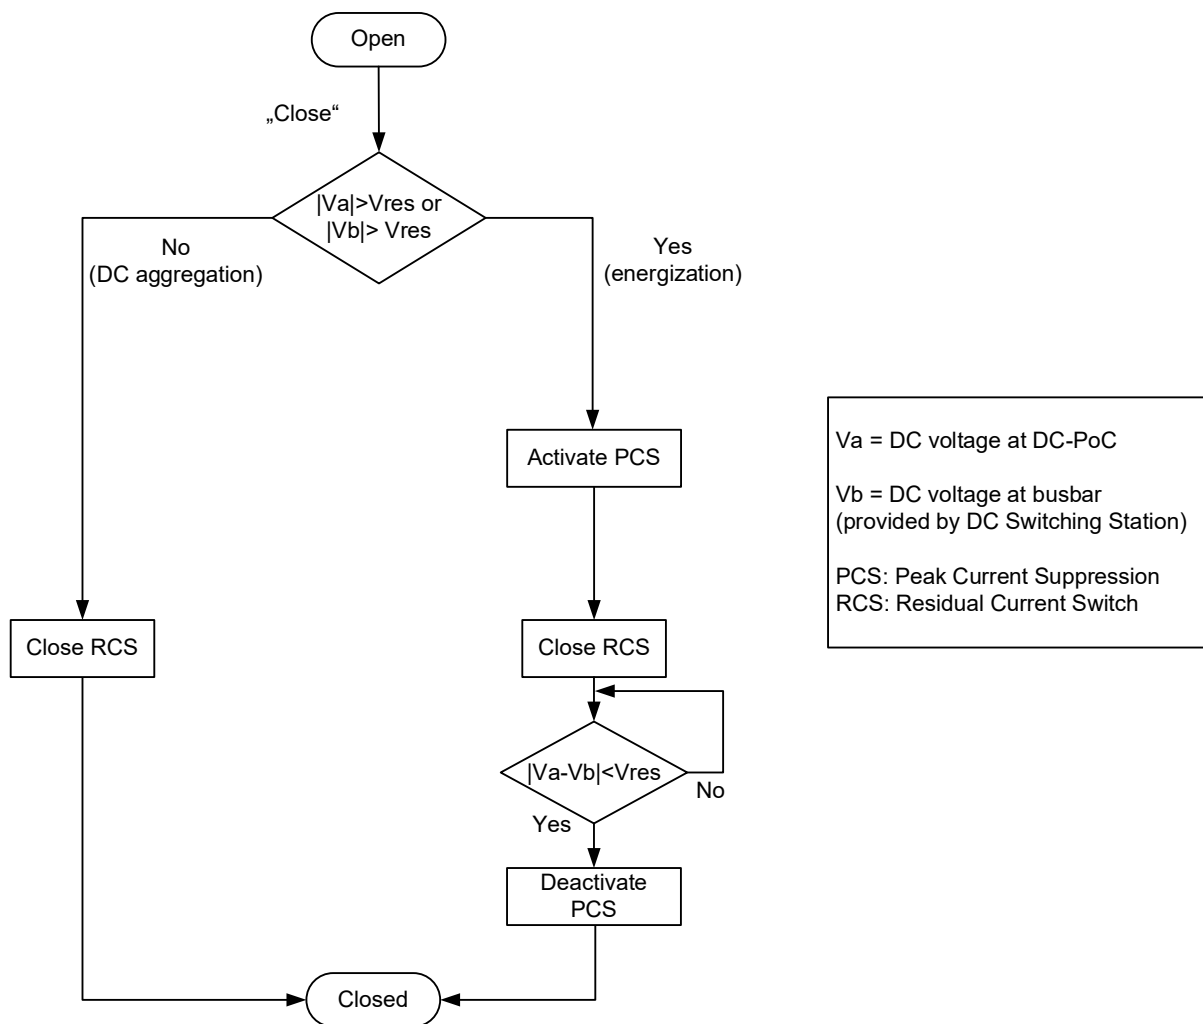 Open
„Close“
|Va|>Vres or
|Vb|> Vres
No
(DC aggregation)
Yes
(energization)
Activate PCS
Va = DC voltage at DC-PoC
Vb = DC voltage at busbar
(provided by DC Switching Station)
PCS: Peak Current Suppression
RCS: Residual Current Switch
Close RCS
Close RCS
|Va-Vb|<Vres
No
Yes
Deactivate
PCS
Closed